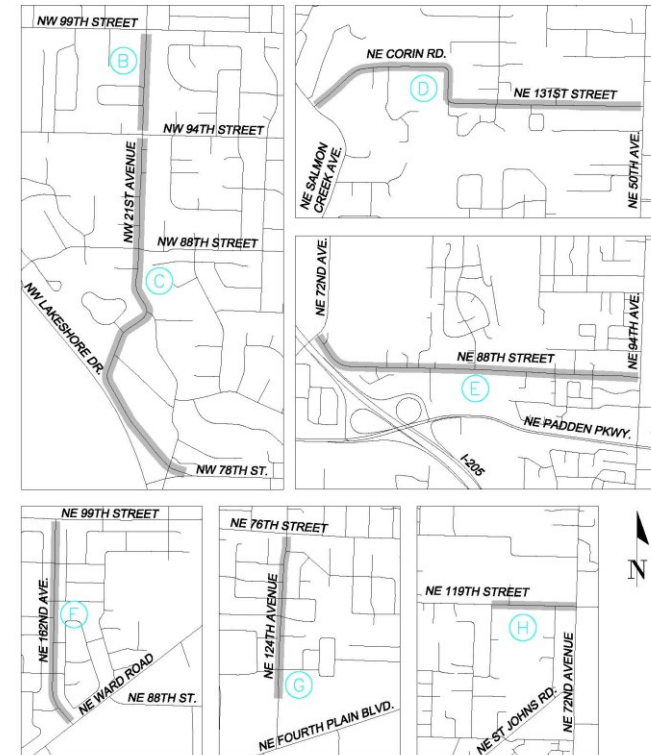 NW 99TH STREET
B
NW 94TH STREET
NW 21ST AVENUE
NW 88TH STREET
C
NW LAKESHORE DR.
NW 78TH ST.
NE CORIN RD.
D
NE 131ST STREET
NE SALMON
CREEK AVE.
NE 50TH AVE.
NE 72ND AVE.
NE 88TH STREET
NE 94TH AVE.
E
NE PADDEN PKWY.
I-205
NE 99TH STREET
NE 162ND AVE.
F
NE WARD ROAD
NE 88TH ST.
NE 76TH STREET
NE 124TH AVENUE
G
NE FOURTH PLAIN BLVD.
NE 119TH STREET
H
NE 72ND AVENUE
NE ST JOHNS RD.
N